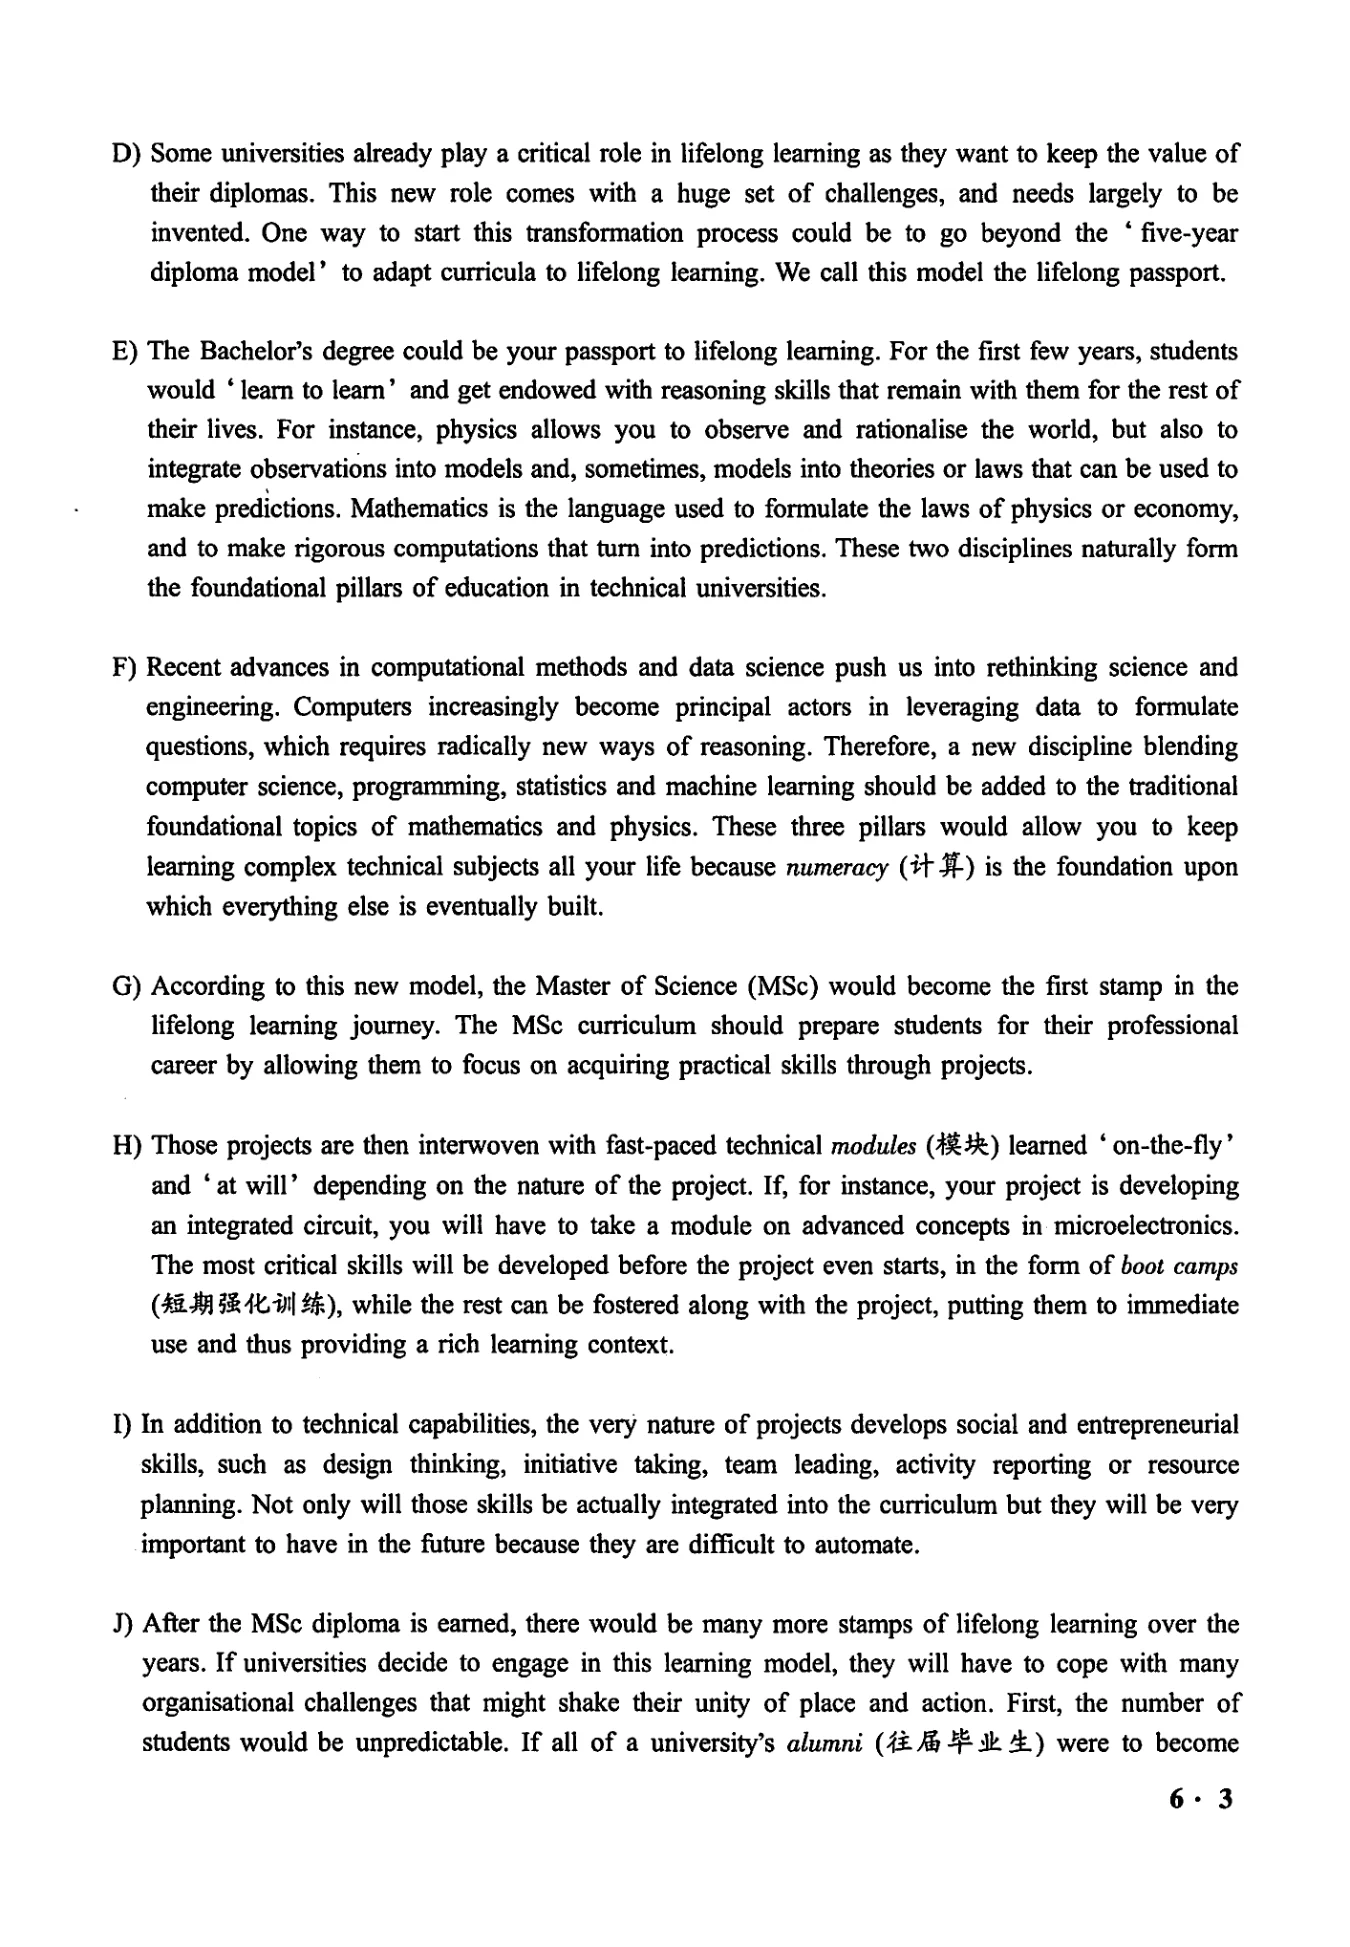 D) Some universities already play a critical role in lifelong learning as they want to keep the value of
their diplomas. This new role comes with a huge set of challenges, and needs largely to be
invented. One way to start this transformation process could be to go beyond the ‘five-year
diploma model’ to adapt curricula to lifelong learning. We call this model the lifelong passport.
E) The Bachelor’s degree could be your passport to lifelong learning. For the first few years, students
would ‘learn to learn’ and get endowed with reasoning skills that remain with them for the rest of
their lives. For instance, physics allows you to observe and rationalise the world, but also to
integrate observations into models and, sometimes, models into theories or laws that can be used to
make predictions. Mathematics is the language used to formulate the laws of physics or economy,
and to make rigorous computations that turn into predictions. These two disciplines naturally form
the foundational pillars of education in technical universities.
F) Recent advances in computational methods and data science push us into rethinking science and
engineering. Computers increasingly become principal actors in leveraging data to formulate
questions, which requires radically new ways of reasoning. Therefore, a new discipline blending
computer science, programming, statistics and machine learning should be added to the traditional
foundational topics of mathematics and physics. These three pillars would allow you to keep
learning complex technical subjects all your life because numeracy (计算) is the foundation upon
which everything else is eventually built.
G) According to this new model, the Master of Science (MSc) would become the first stamp in the
lifelong learning journey. The MSc curriculum should prepare students for their professional
career by allowing them to focus on acquiring practical skills through projects.
H) Those projects are then interwoven with fast-paced technical modules (模块) learned ‘on-the-fly’
and ‘at will’ depending on the nature of the project. If, for instance, your project is developing
an integrated circuit, you will have to take a module on advanced concepts in microelectronics.
The most critical skills will be developed before the project even starts, in the form of boot camps
(短期强化训练), while the rest can be fostered along with the project, putting them to immediate
use and thus providing a rich learning context.
I) In addition to technical capabilities, the very nature of projects develops social and entrepreneurial
skills, such as design thinking, initiative taking, team leading, activity reporting or resource
planning. Not only will those skills be actually integrated into the curriculum but they will be very
important to have in the future because they are difficult to automate.
J) After the MSc diploma is earned, there would be many more stamps of lifelong learning over the
years. If universities decide to engage in this learning model, they will have to cope with many
organisational challenges that might shake their unity of place and action. First, the number of
students would be unpredictable. If all of a university’s alumni (往届毕业生) were to become
6· 3